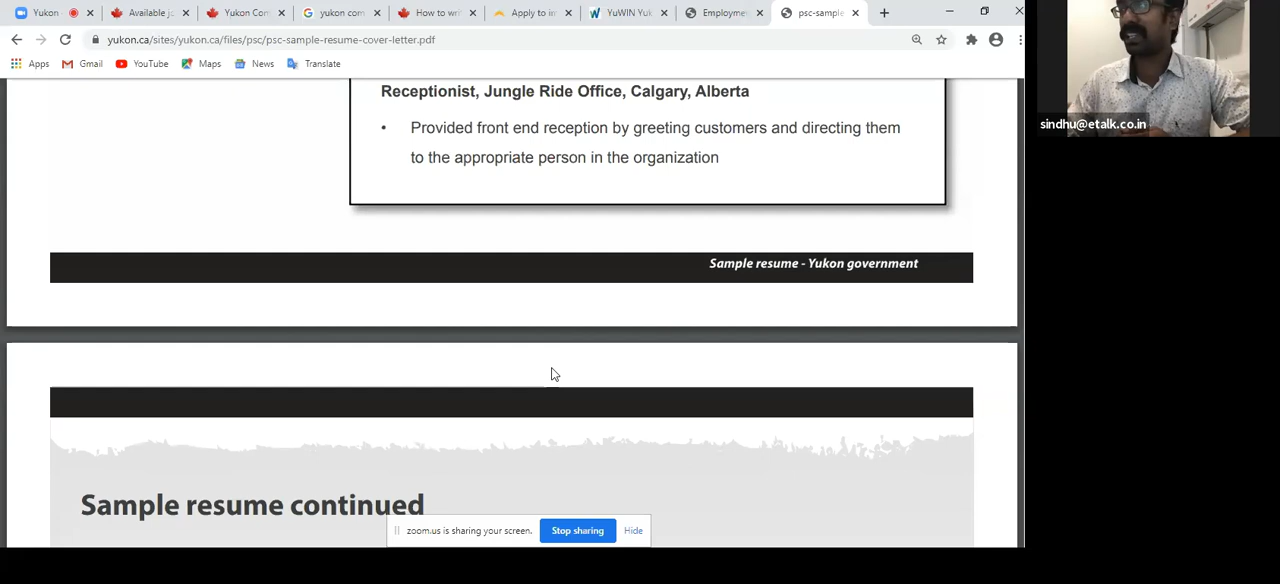 Yukon -
Available jo
Yukon Com
yukon com
How to wri
Apply to im
YuWIN Yuk
Employmen
psc-sample
yukon.ca/sites/yukon.ca/files/psc/psc-sample-resume-cover-letter.pdf
Apps
Gmail
YouTube
Maps
News
Translate
sindhu@etalk.co.in
Receptionist, Jungle Ride Office, Calgary, Alberta
• Provided front end reception by greeting customers and directing them
to the appropriate person in the organization
Sample resume - Yukon government
Sample resume continued
zoom.us is sharing your screen.
Stop sharing
Hide